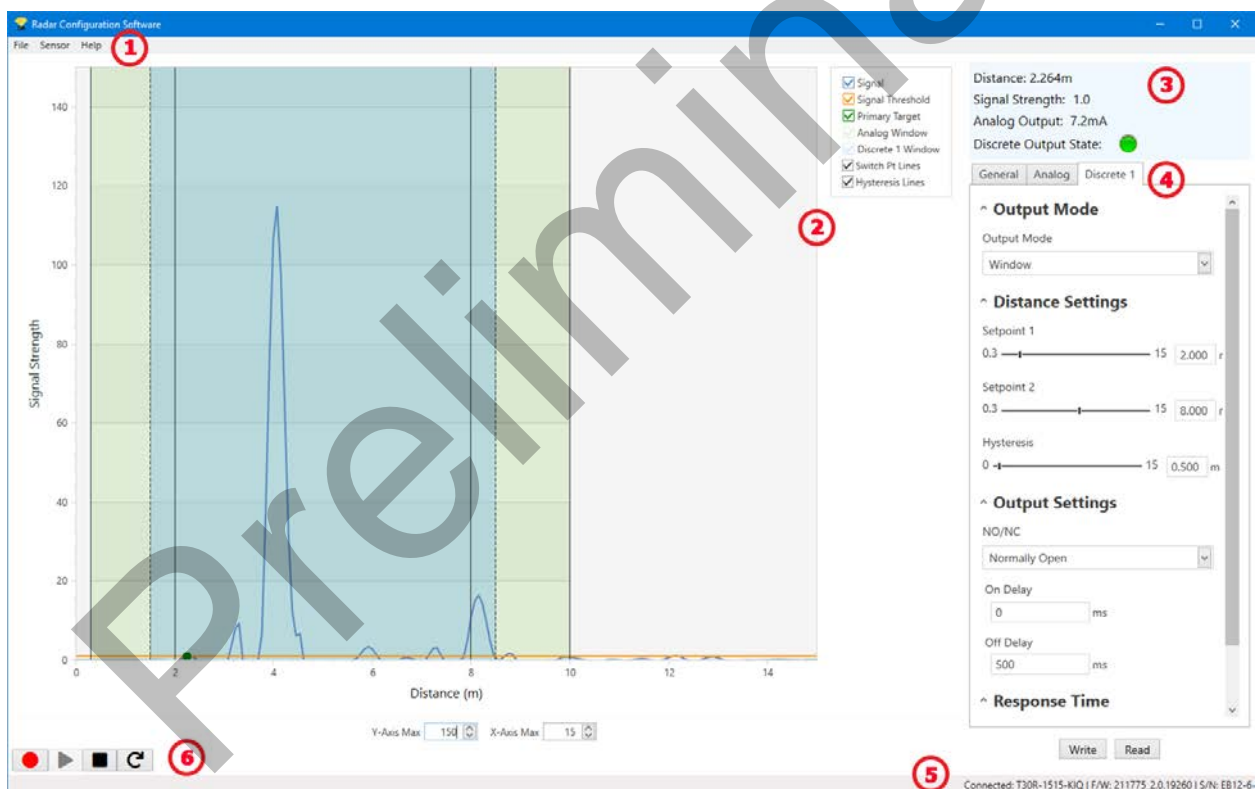 Radar Configuration Software
File Sensor Help
1
140
120
100
80
60
40
20
0
Signal Strength
0 2 4 6 8 10 12 14
Distance (m)
Y-Axis Max 150 X-Axis Max 15
Signal
Signal Threshold
Primary Target
Analog Window
Discrete 1 Window
Switch Pt Lines
Hysteresis Lines
2
Distance: 2.264m
Signal Strength: 1.0
Analog Output: 7.2mA
Discrete Output State:
3
General Analog Discrete 1
4
Output Mode
Output Mode
Window
Distance Settings
Setpoint 1
0.3 15 2.000
Setpoint 2
0.3 15 8.000
Hysteresis
0 15 0.500 m
Output Settings
NO/NC
Normally Open
On Delay
0 ms
Off Delay
500 ms
Response Time
Write Read
6
5
Connected: T30R-1515-KIQ | F/W: 211775_2.0.19260 | S/N: EB12-6-